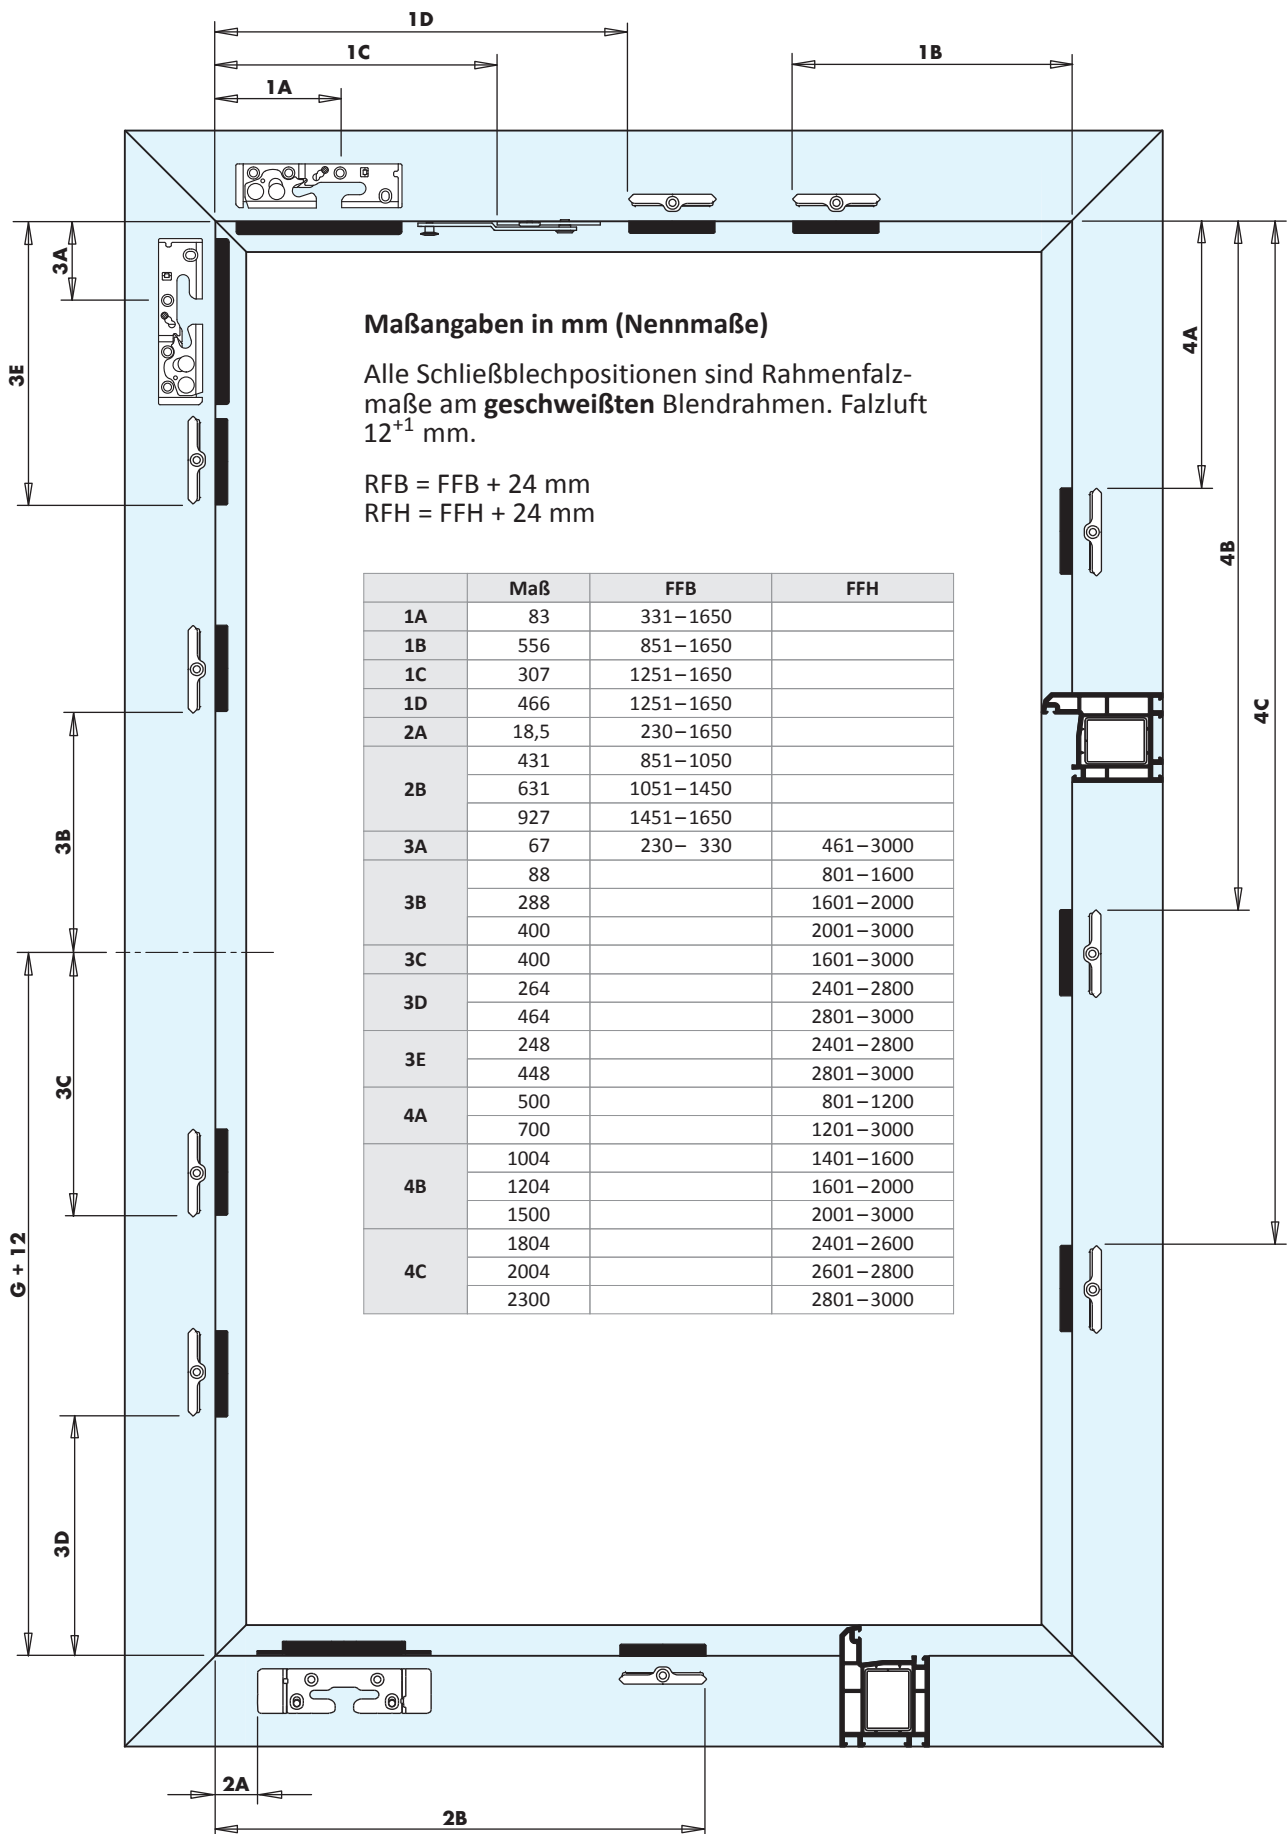 1D
1C
1B
1A
3A
3E
4A
4B
4C
Maßangaben in mm (Nennmaße)
Alle Schließblechpositionen sind Rahmenfalz-
maße am geschweißten Blendrahmen. Falzluft
12+1 mm.
RFB = FFB + 24 mm
RFH = FFH + 24 mm
Maß FFB FFH
1A 83 331–1650
1B 556 851–1650
1C 307 1251–1650
1D 466 1251–1650
2A 18,5 230–1650
2B 431 851–1050
631 1051–1450
927 1451–1650
3A 67 230– 330 461–3000
3B 88 801–1600
288 1601–2000
400 2001–3000
3C 400 1601–3000
3D 264 2401–2800
464 2801–3000
3E 248 2401–2800
448 2801–3000
4A 500 801–1200
700 1201–3000
4B 1004 1401–1600
1204 1601–2000
1500 2001–3000
4C 1804 2401–2600
2004 2601–2800
2300 2801–3000
3B
3C
G + 12
3D
2A
2B